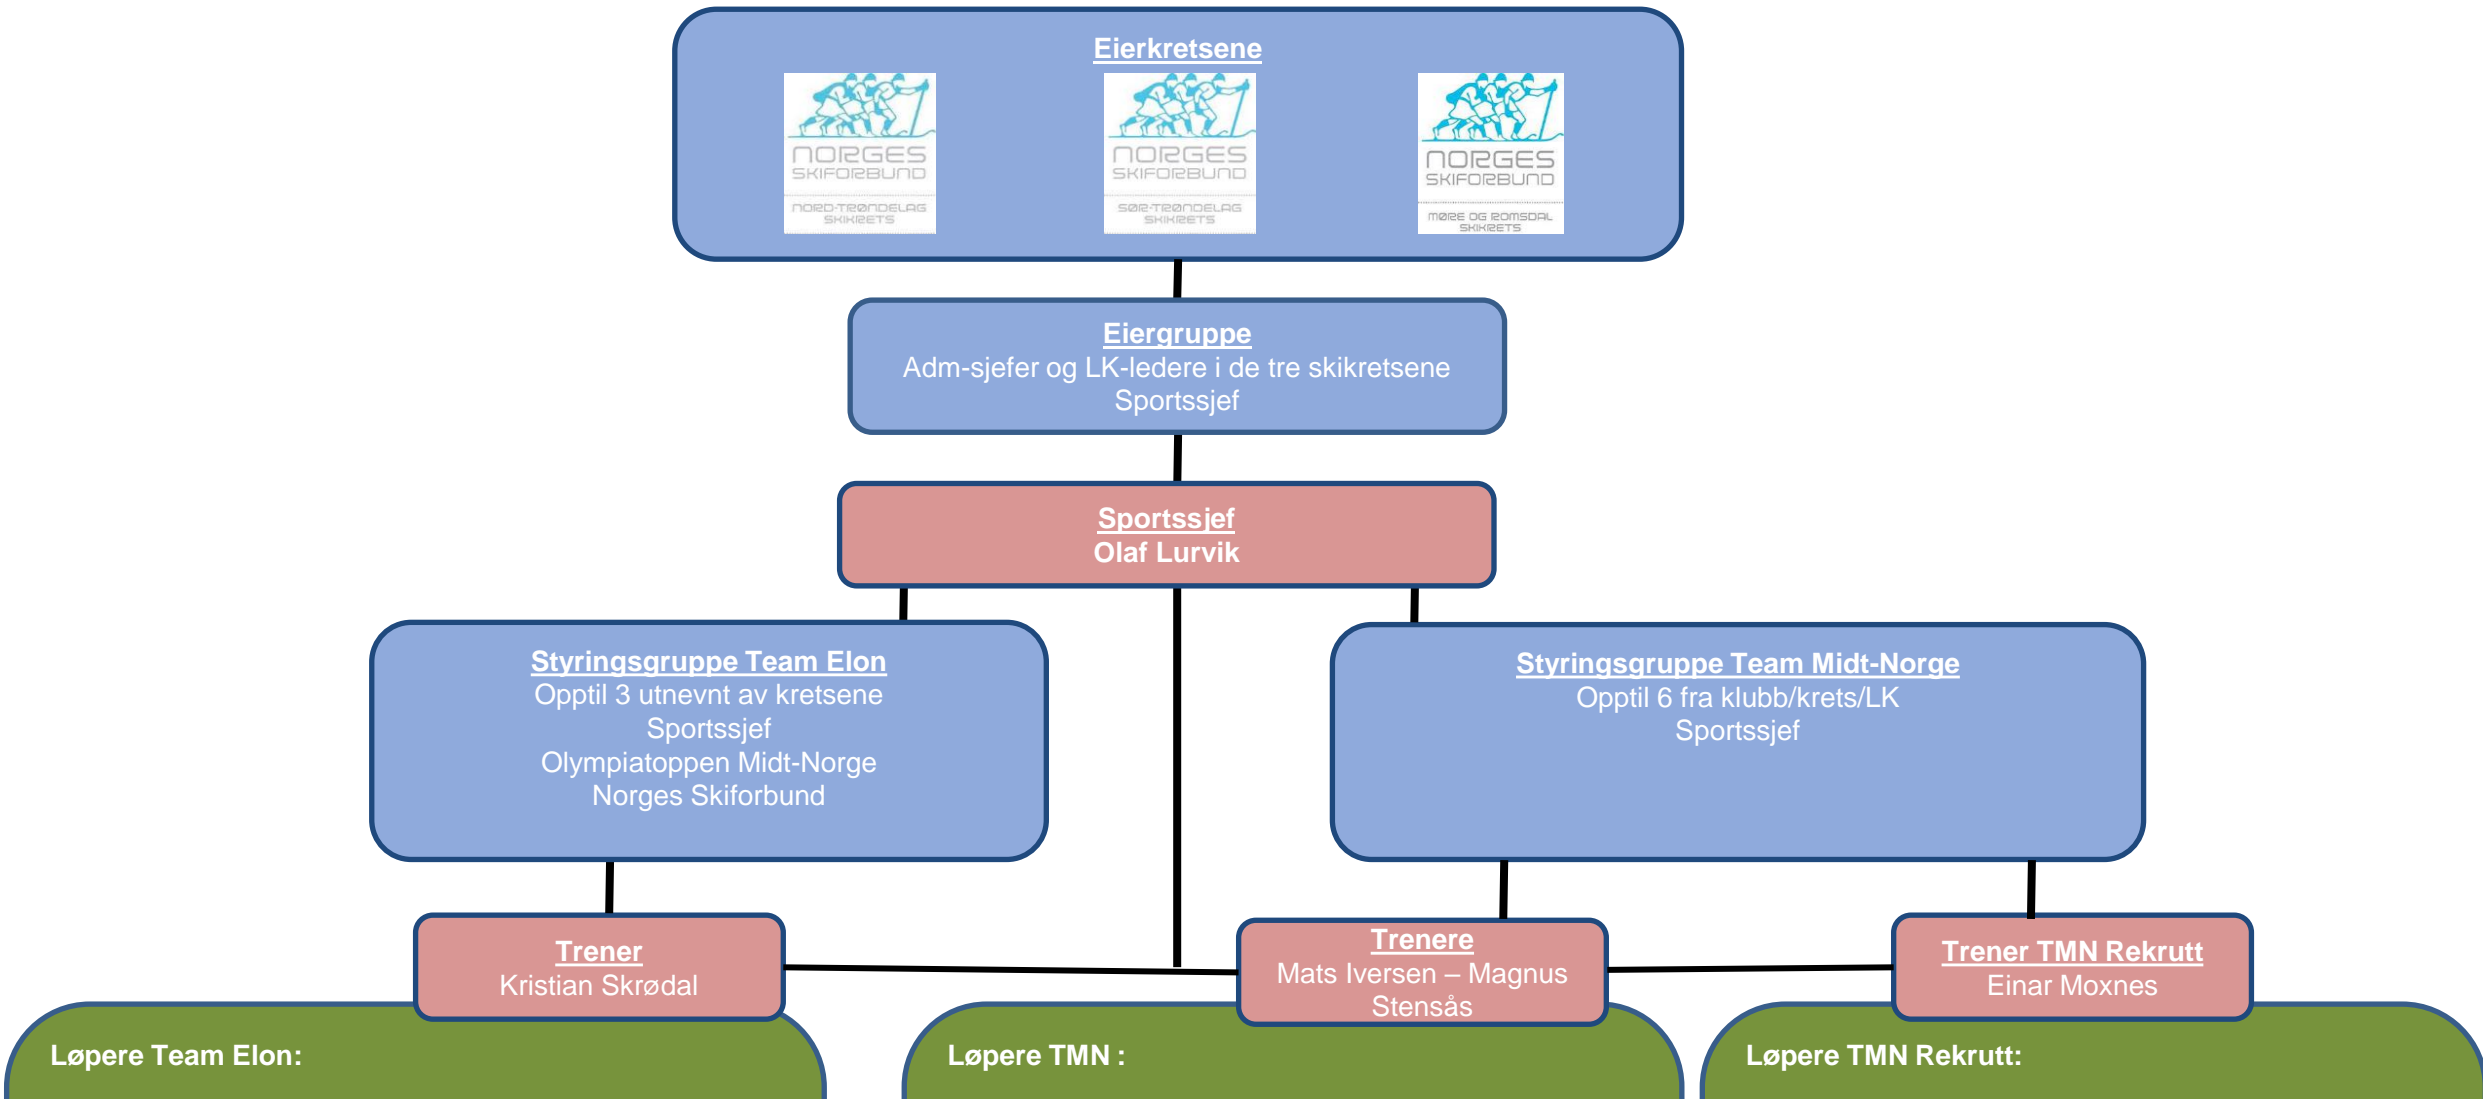 Eierkretsene
NORGES
SKIFORBUND
NORD-TRØNDELAG
SKIKRETS
NORGES
SKIFORBUND
SØR-TRØNDELAG
SKIKRETS
NORGES
SKIFORBUND
MØRE OG ROMSDAL
SKIKRETS
Eiergruppe
Adm-sjefer og LK-ledere i de tre skikretsene
Sportssjef
Sportssjef
Olaf Lurvik
Styringsgruppe Team Elon
Opptil 3 utnevnt av kretsene
Sportssjef
Olympiatoppen Midt-Norge
Norges Skiforbund
Styringsgruppe Team Midt-Norge
Opptil 6 fra klubb/krets/LK
Sportssjef
Trener
Kristian Skrødal
Trenere
Mats Iversen – Magnus
Stensås
Trener TMN Rekrutt
Einar Moxnes
Løpere Team Elon:
Løpere TMN :
Løpere TMN Rekrutt: